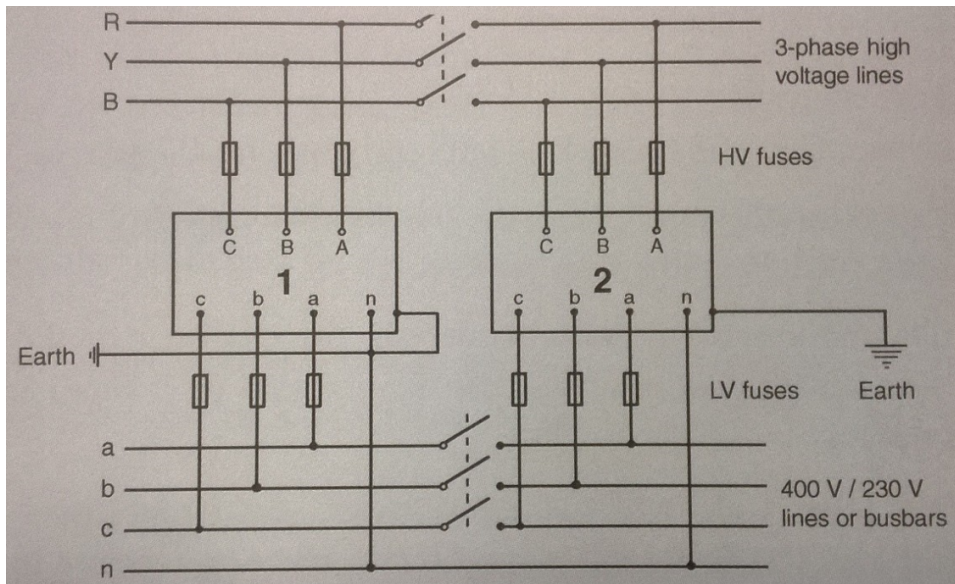 R
Y
B
3-phase high
voltage lines
HV fuses
C B A
1
c b a n
C B A
2
c b a n
Earth
LV fuses
Earth
a
b
c
n
400 V / 230 V
lines or busbars